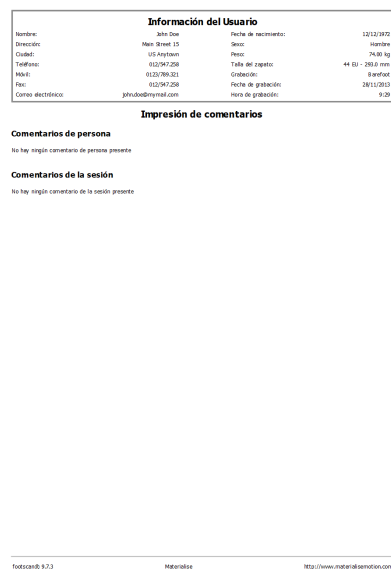 Información del Usuario
Nombre: John Doe Fecha de nacimiento: 12/12/1972
Dirección: Main Street 15 Sexo: Hombre
Ciudad: US Anytown Peso: 74.00 kg
Teléfono: 012/547.258 Talla del zapato: 44 EU - 293.0 mm
Móvil: 0123/789.321 Grabación: Barefoot
Fax: 012/547.258 Fecha de grabación: 28/11/2013
Correo electrónico: john.doe@mymail.com Hora de grabación: 9:29
Impresión de comentarios
Comentarios de persona
No hay ningún comentario de persona presente
Comentarios de la sesión
No hay ningún comentario de la sesión presente
footscan® 9.7.3 Materialise http://www.materialisemotion.com